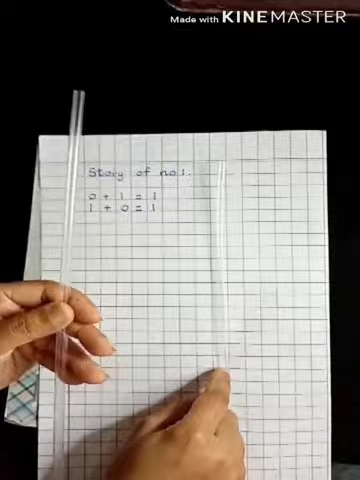 Made with KINEMASTER
Story of no 1.
0 + 1 = 1
1 + 0 = 1